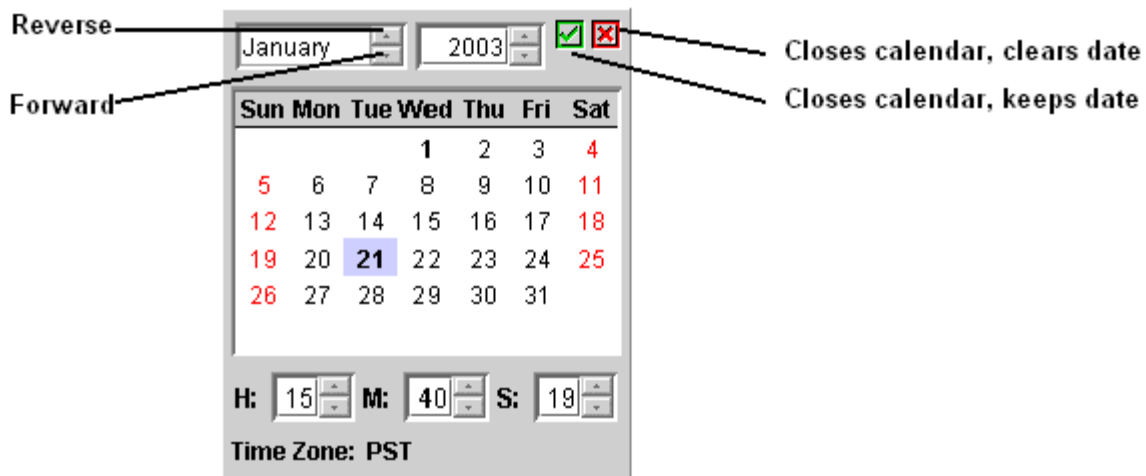 Reverse
January 2003
Closes calendar, clears date
Forward
Closes calendar, keeps date
Sun Mon Tue Wed Thu Fri Sat
1 2 3 4
5 6 7 8 9 10 11
12 13 14 15 16 17 18
19 20 21 22 23 24 25
26 27 28 29 30 31
H: 15 M: 40 S: 19
Time Zone: PST